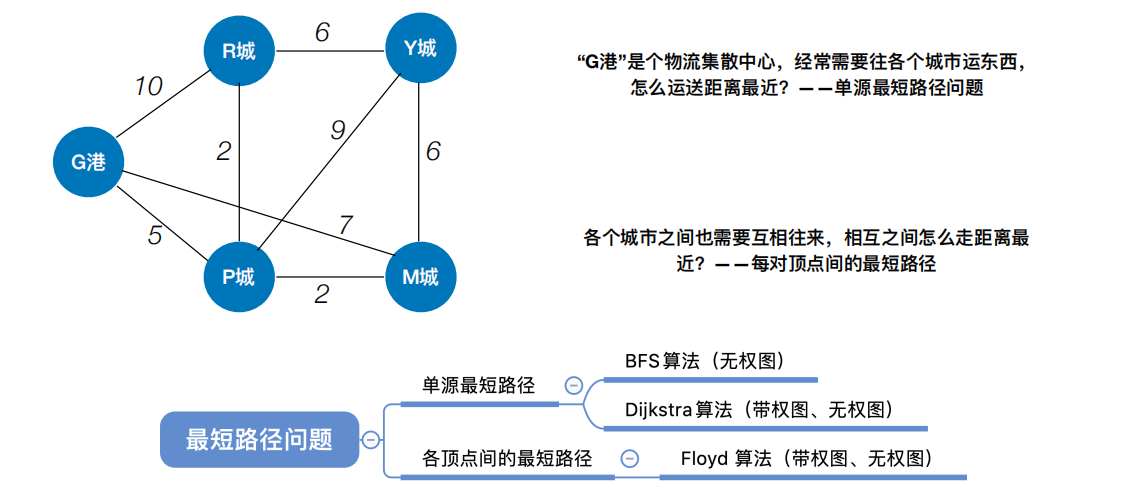 R城
6
Y城
10
2
9
6
G港
7
5
P城
2
M城
“G港”是个物流集散中心，经常需要往各个城市运东西，
怎么运送距离最近？——单源最短路径问题
各个城市之间也需要互相往来，相互之间怎么走距离最
近？——每对顶点间的最短路径
最短路径问题
单源最短路径
BFS算法（无权图）
Dijkstra算法（带权图、无权图）
各顶点间的最短路径
Floyd 算法（带权图、无权图）